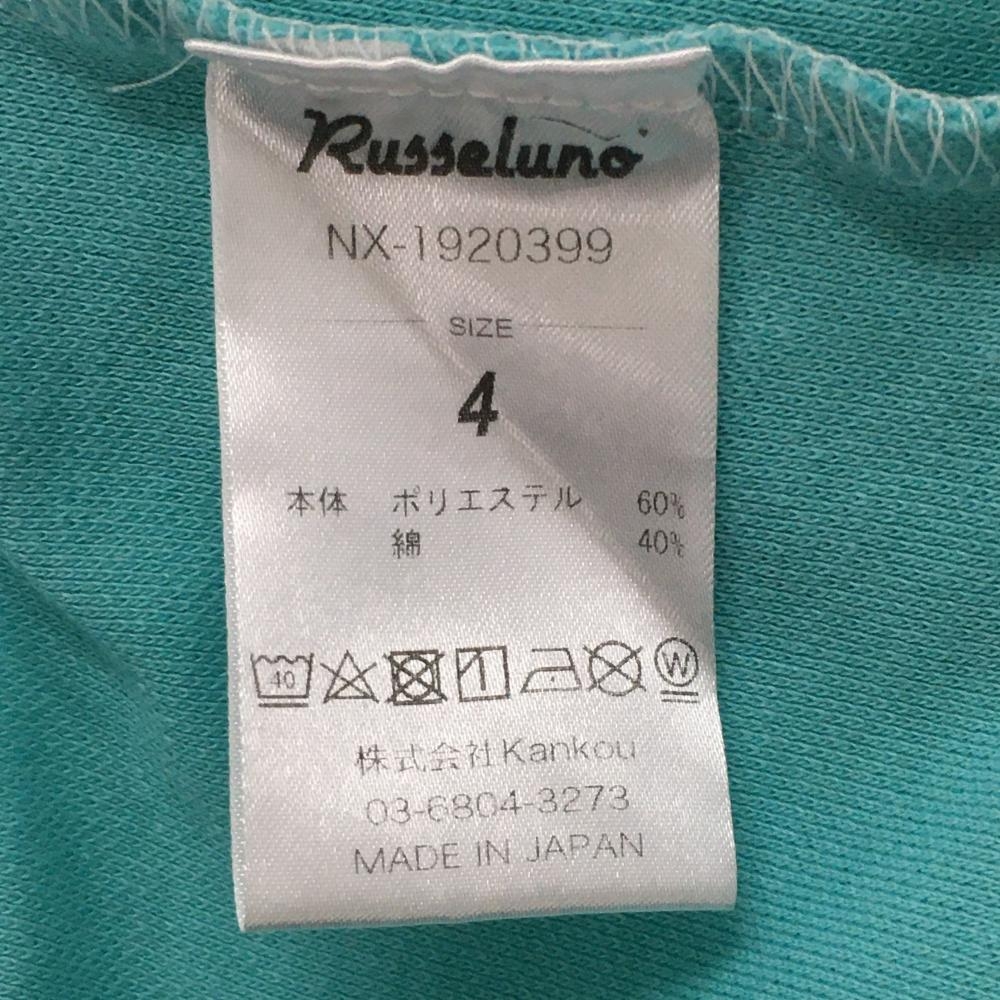 Russeluno
NX-1920399
SIZE
4
本体 ポリエステル 60%
綿 40%
40 W
株式会社Kankou
03-6804-3273
MADE IN JAPAN